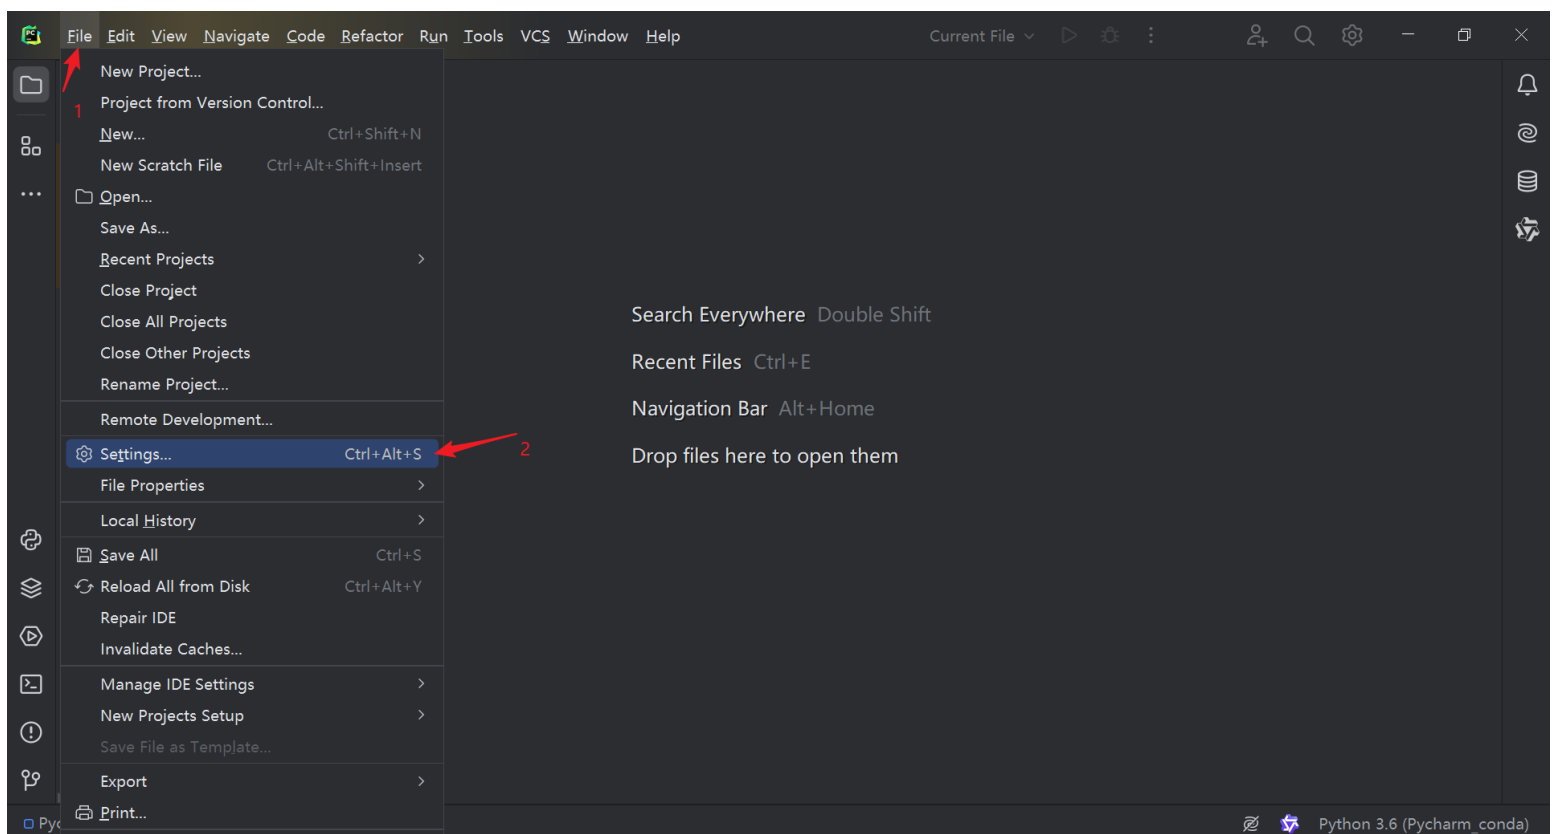 PC
File Edit View Navigate Code Refactor Run Tools VCS Window Help
Current File
1
New Project...
Project from Version Control...
New... Ctrl+Shift+N
New Scratch File Ctrl+Alt+Shift+Insert
Open...
Save As...
Recent Projects
Close Project
Close All Projects
Close Other Projects
Rename Project...
Remote Development...
Settings... Ctrl+Alt+S
2
File Properties
Local History
Save All Ctrl+S
Reload All from Disk Ctrl+Alt+Y
Repair IDE
Invalidate Caches...
Manage IDE Settings
New Projects Setup
Save File as Template...
Export
Print...
Search Everywhere Double Shift
Recent Files Ctrl+E
Navigation Bar Alt+Home
Drop files here to open them
Python 3.6 (Pycharm_conda)